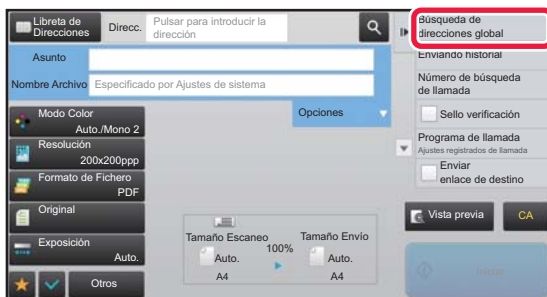 Libreta de
Direcciones
Direcc.
Pulsar para introducir la
dirección
Asunto
Nombre Archivo
Especificado por Ajustes de sistema
Opciones
Modo Color
Auto./Mono 2
Resolución
200x200ppp
Formato de Fichero
PDF
Original
Exposición
Auto.
Otros
Tamaño Escaneo
100%
Tamaño Envío
Auto.
A4
Auto.
A4
Búsqueda de
direcciones global
Enviando historial
Número de búsqueda
de llamada
Sello verificación
Programa de llamada
Ajustes registrados de llamada
Enviar
enlace de destino
Vista previa
CA
Iniciar